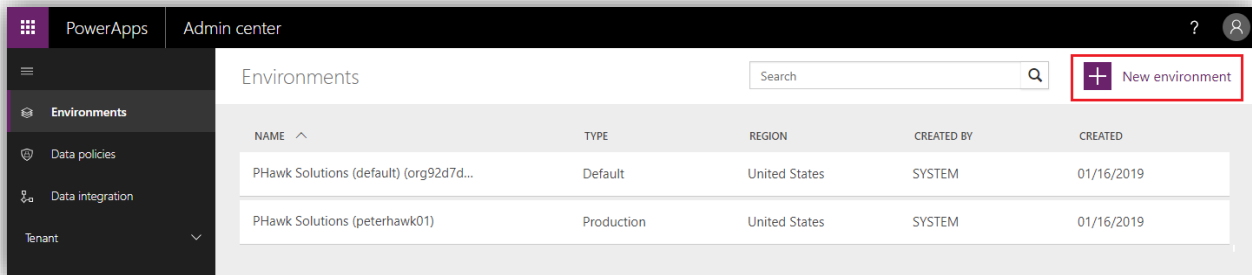 PowerApps Admin center ?
Environments New environment
Search
Environments
NAME TYPE REGION CREATED BY CREATED
Data policies
PHawk Solutions (default) (org92d7d... Default United States SYSTEM 01/16/2019
Data integration
PHawk Solutions (peterhawk01) Production United States SYSTEM 01/16/2019
Tenant